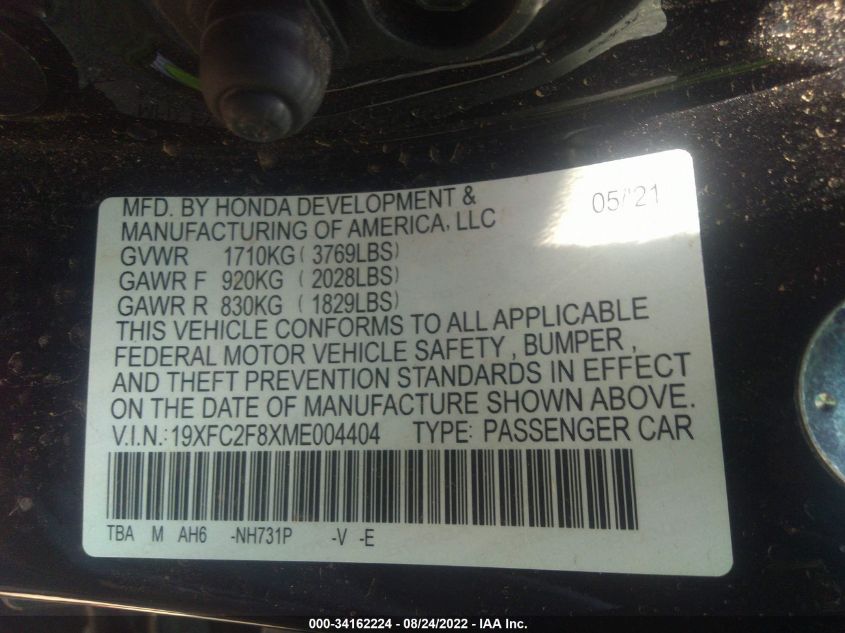 MFD. BY HONDA DEVELOPMENT & 05/'21
MANUFACTURING OF AMERICA, LLC
GVWR 1710KG ( 3769LBS)
GAWR F 920KG ( 2028LBS)
GAWR R 830KG ( 1829LBS)
THIS VEHICLE CONFORMS TO ALL APPLICABLE
FEDERAL MOTOR VEHICLE SAFETY , BUMPER ,
AND THEFT PREVENTION STANDARDS IN EFFECT
ON THE DATE OF MANUFACTURE SHOWN ABOVE.
V.I.N.: 19XFC2F8XME004404 TYPE: PASSENGER CAR
TBA M AH6 -NH731P -V -E
000-34162224 - 08/24/2022 - IAA Inc.